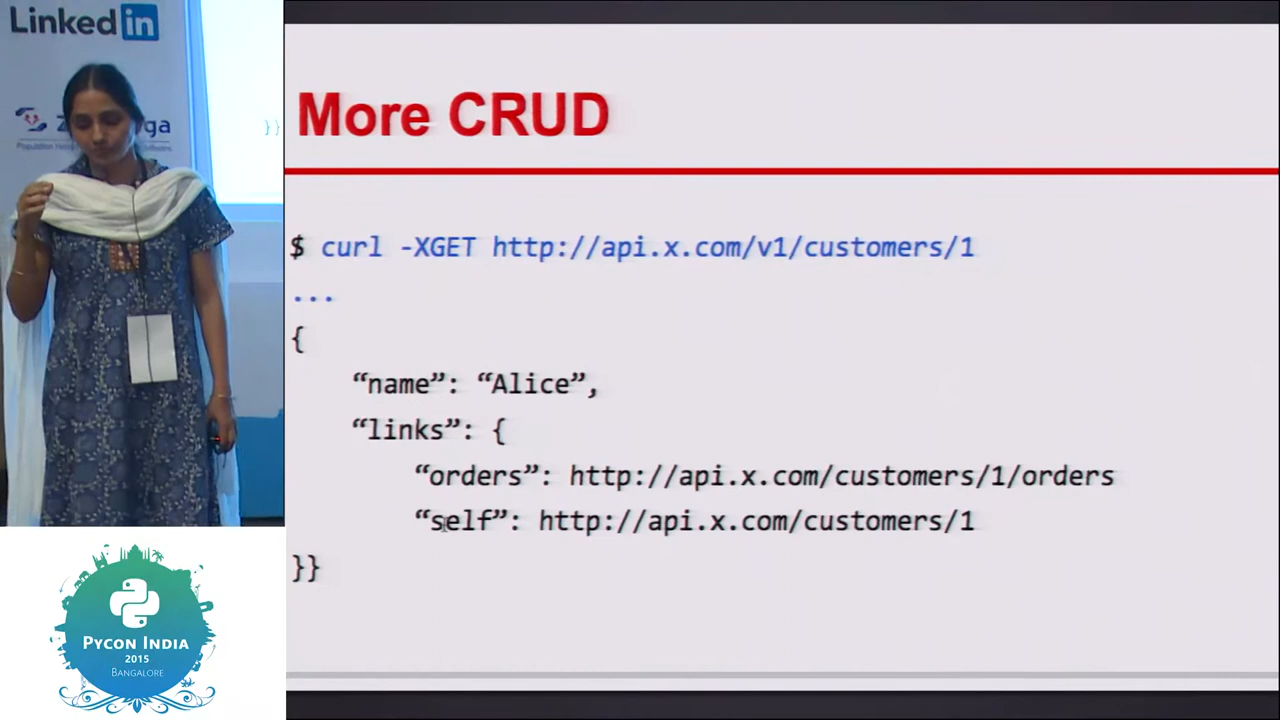 LinkedIn
}}
More CRUD
$ curl -XGET http://api.x.com/v1/customers/1
...
{
“name”: “Alice”,
“links”: {
“orders”: http://api.x.com/customers/1/orders
“self”: http://api.x.com/customers/1
}}
PYCON INDIA
2015
BANGALORE